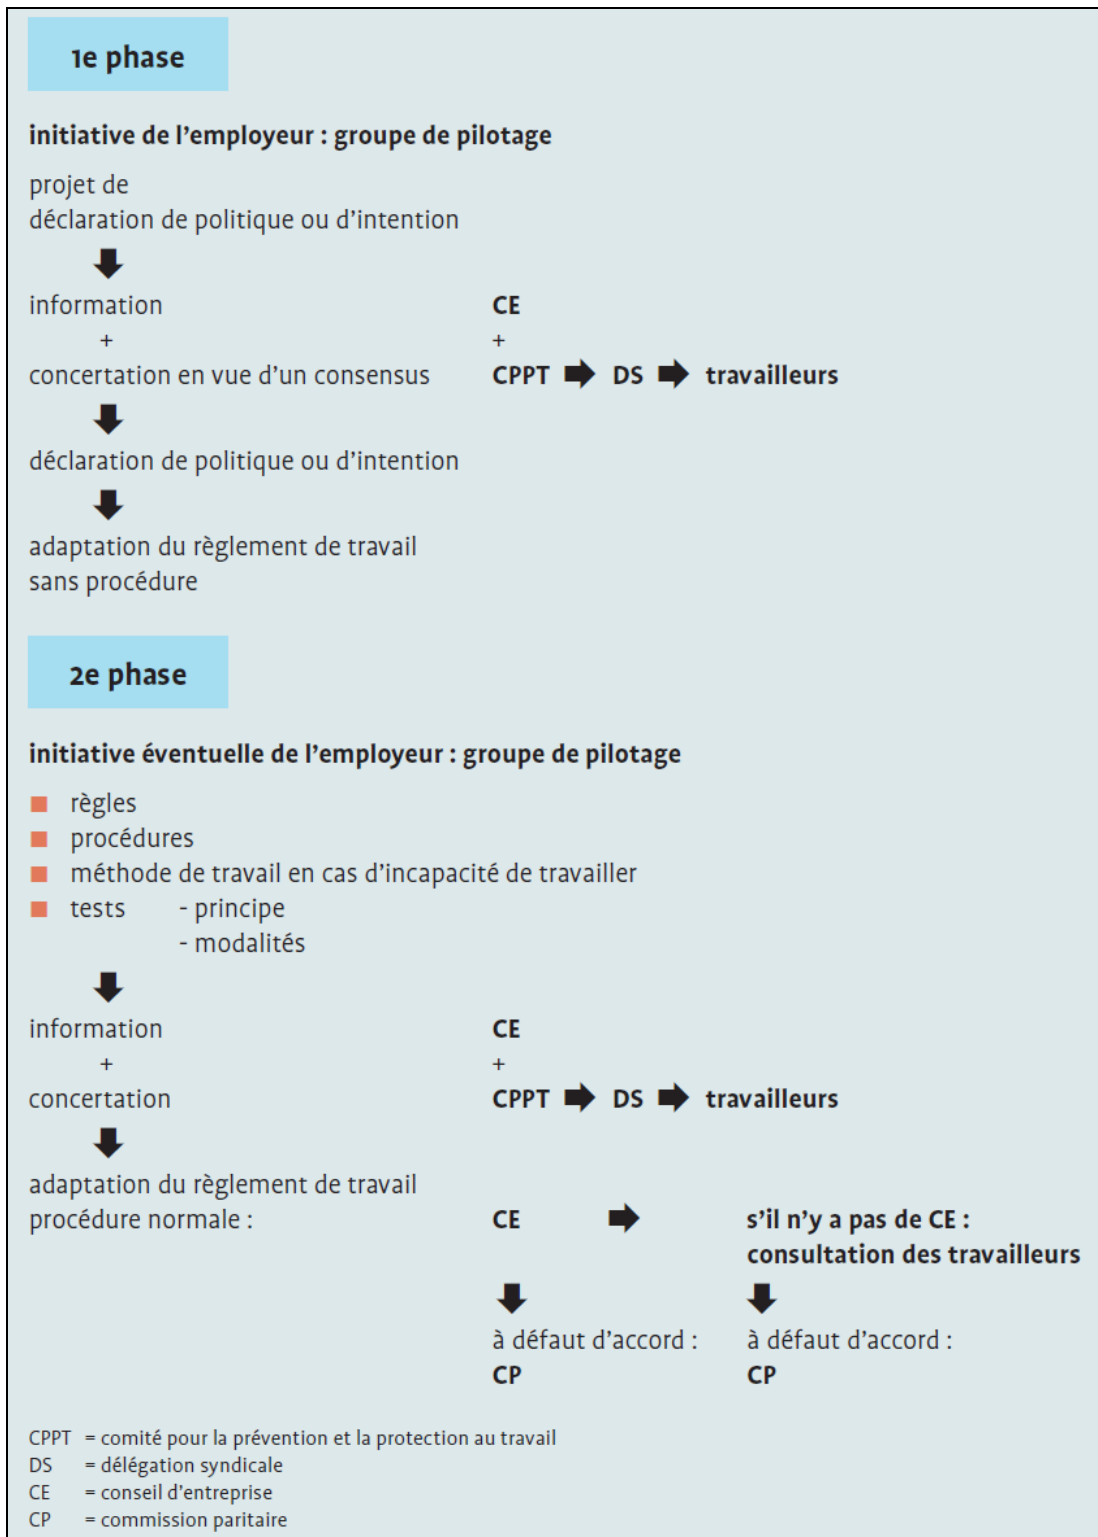 1e phase
initiative de l’employeur : groupe de pilotage
projet de
déclaration de politique ou d’intention
information CE
+ +
concertation en vue d’un consensus CPPT DS travailleurs
déclaration de politique ou d’intention
adaptation du règlement de travail
sans procédure
2e phase
initiative éventuelle de l’employeur : groupe de pilotage
règles
procédures
méthode de travail en cas d’incapacité de travailler
tests - principe
- modalités
information CE
+ +
concertation CPPT DS travailleurs
adaptation du règlement de travail
procédure normale : CE s’il n’y a pas de CE :
consultation des travailleurs
à défaut d’accord : à défaut d’accord :
CP CP
CPPT = comité pour la prévention et la protection au travail
DS = délégation syndicale
CE = conseil d’entreprise
CP = commission paritaire